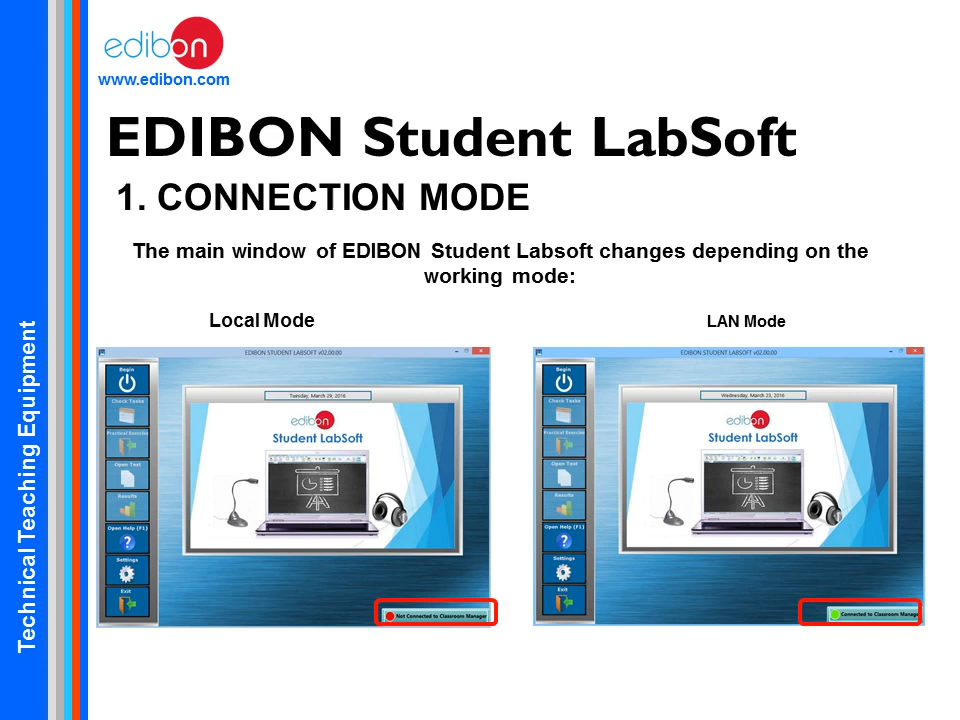 edibon
www.edibon.com
EDIBON Student LabSoft
1. CONNECTION MODE
The main window of EDIBON Student Labsoft changes depending on the
working mode:
Local Mode
LAN Mode
EDIBON STUDENT LABSOFT v02.00.00
Begin
Check Tasks
Practical Exercise
Open Test
Results
Open Help (F1)
Settings
Exit
Tuesday, March 29, 2016
edibon
Student LabSoft
Not Connected to Classroom Manager
EDIBON STUDENT LABSOFT v02.00.00
Begin
Check Tasks
Practical Exercise
Open Test
Results
Open Help (F1)
Settings
Exit
Wednesday, March 23, 2016
edibon
Student LabSoft
Connected to Classroom Manage
Technical Teaching Equipment